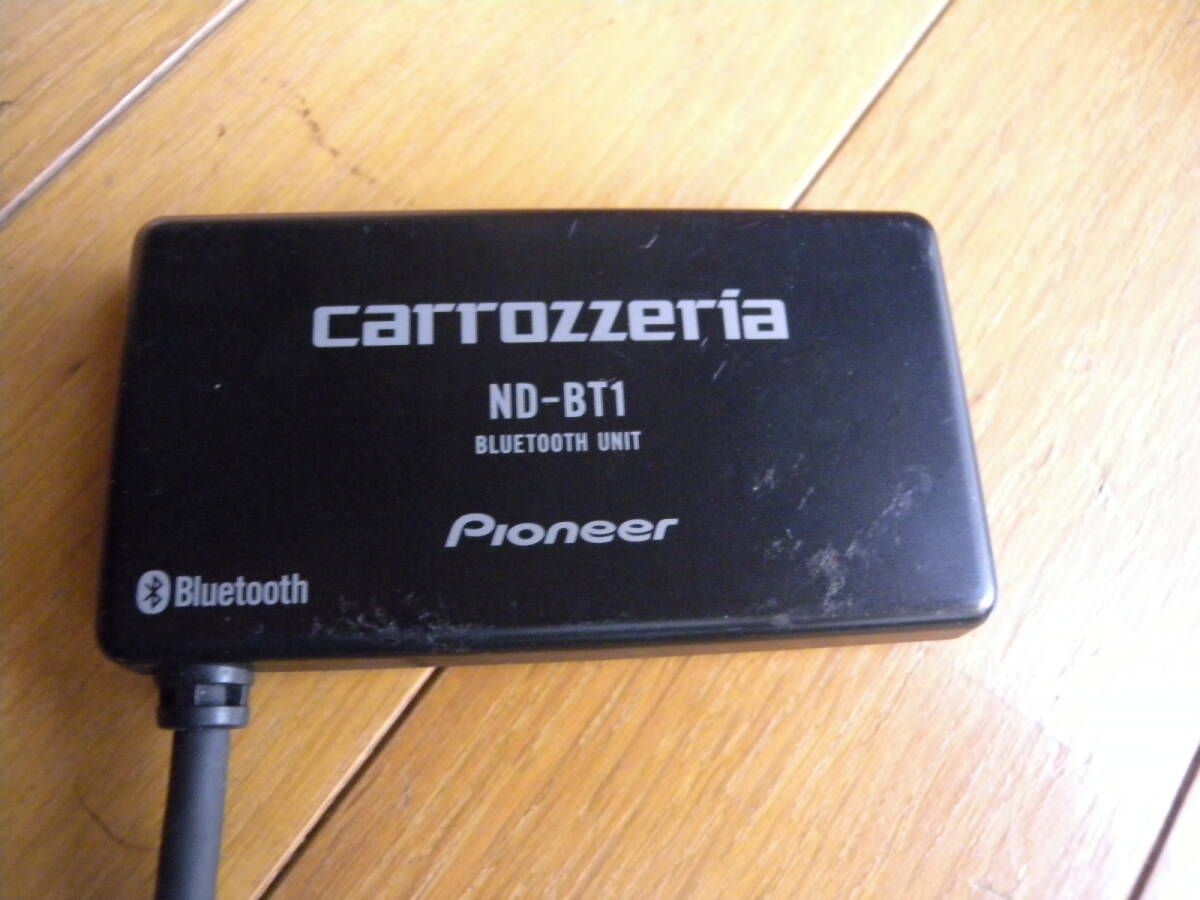 carrozzeria
ND-BT1
BLUETOOTH UNIT
Pioneer
Bluetooth